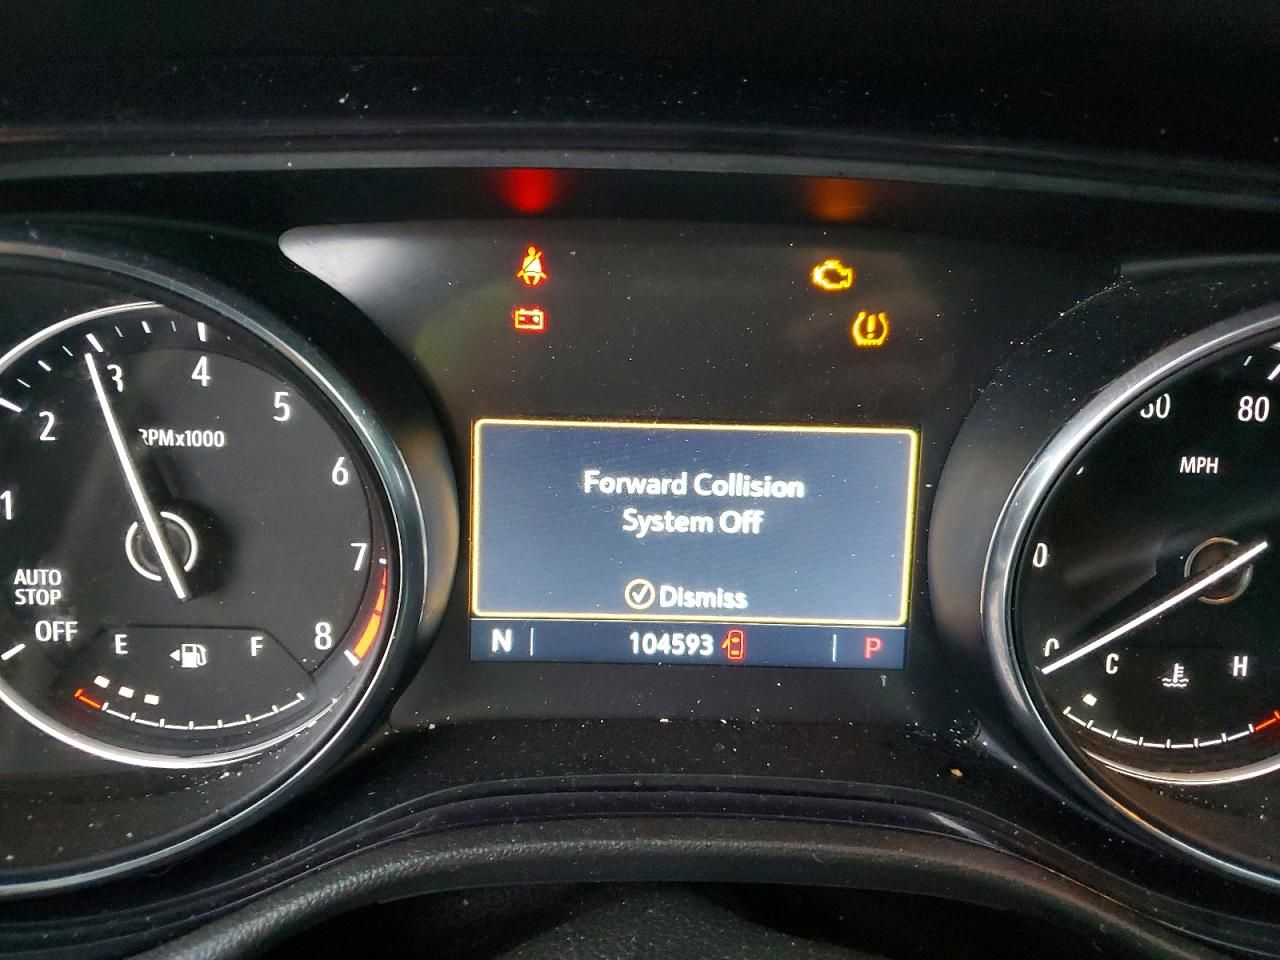 1
2
3
4
5
6
7
8
RPMx1000
AUTO
STOP
OFF
E
F
Forward Collision
System Off
Dismiss
N
104593
P
0
80
MPH
C
H